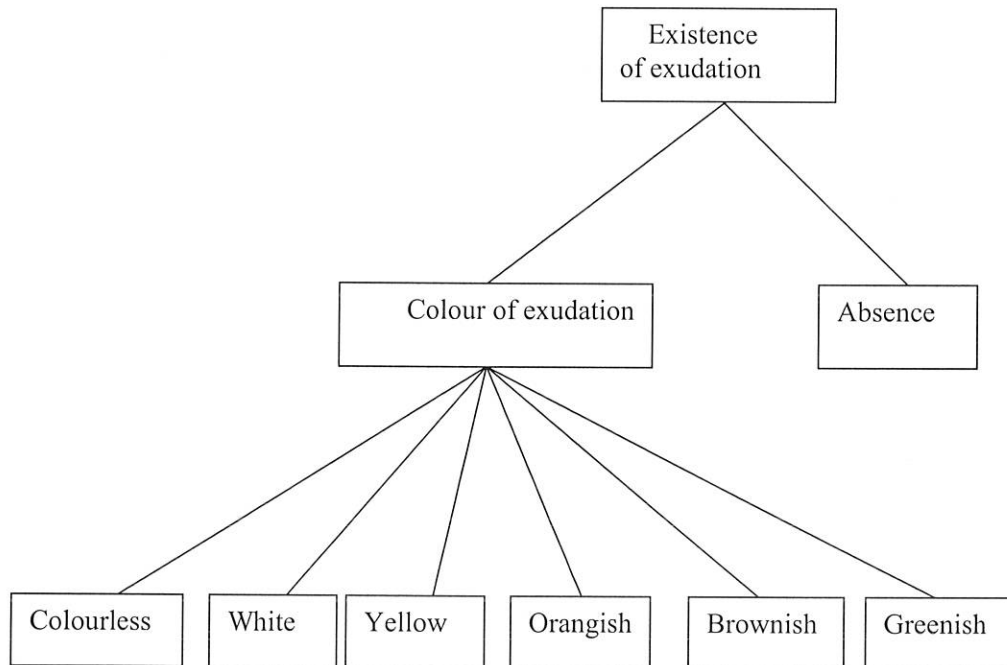 Existence
of exudation
Colour of exudation
Absence
Colourless
White
Yellow
Orangish
Brownish
Greenish